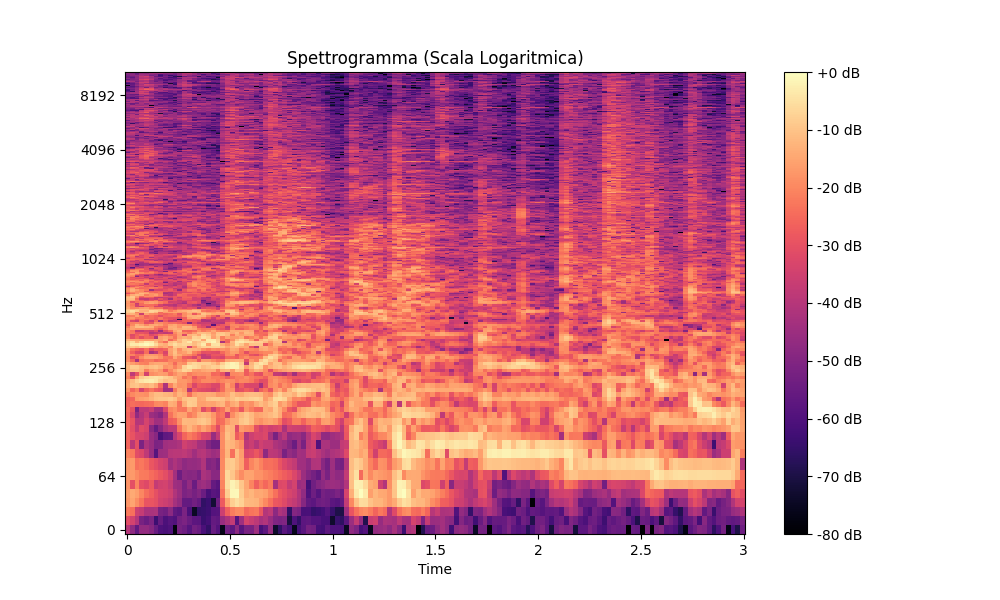 Spettrogramma (Scala Logaritmica)
Hz
8192
4096
2048
1024
512
256
128
64
0
0
0.5
1
1.5
2
2.5
3
Time
+0 dB
-10 dB
-20 dB
-30 dB
-40 dB
-50 dB
-60 dB
-70 dB
-80 dB